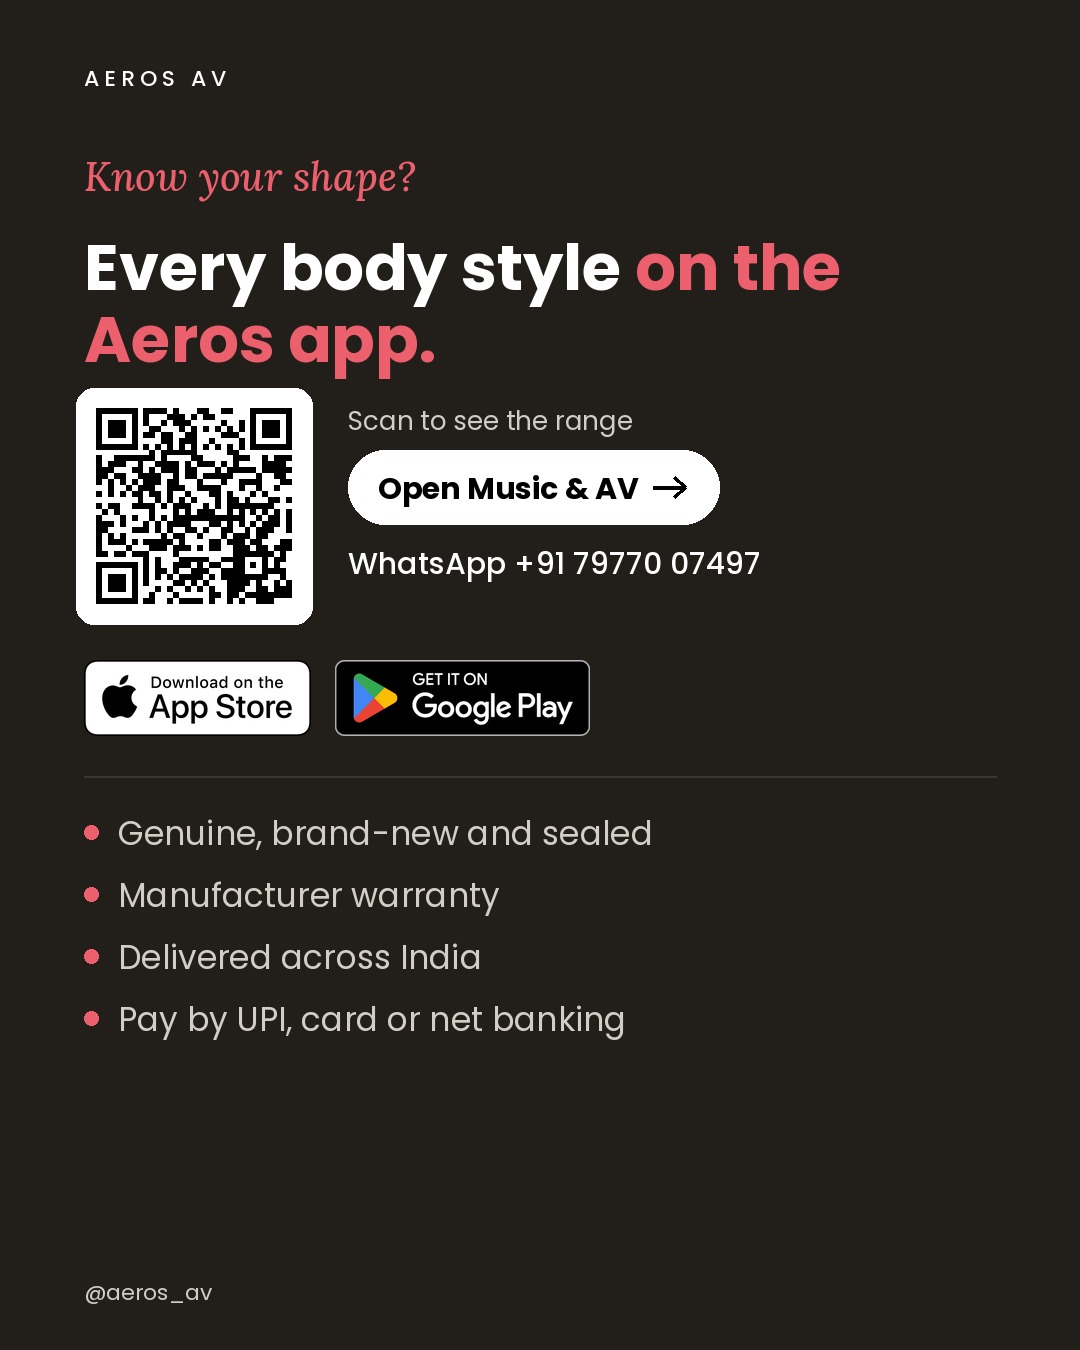 AEROS AV
Know your shape?
Every body style on the
Aeros app.
Scan to see the range
Open Music & AV →
WhatsApp +91 79770 07497
Download on the
App Store
GET IT ON
Google Play
Genuine, brand-new and sealed
Manufacturer warranty
Delivered across India
Pay by UPI, card or net banking
@aeros_av